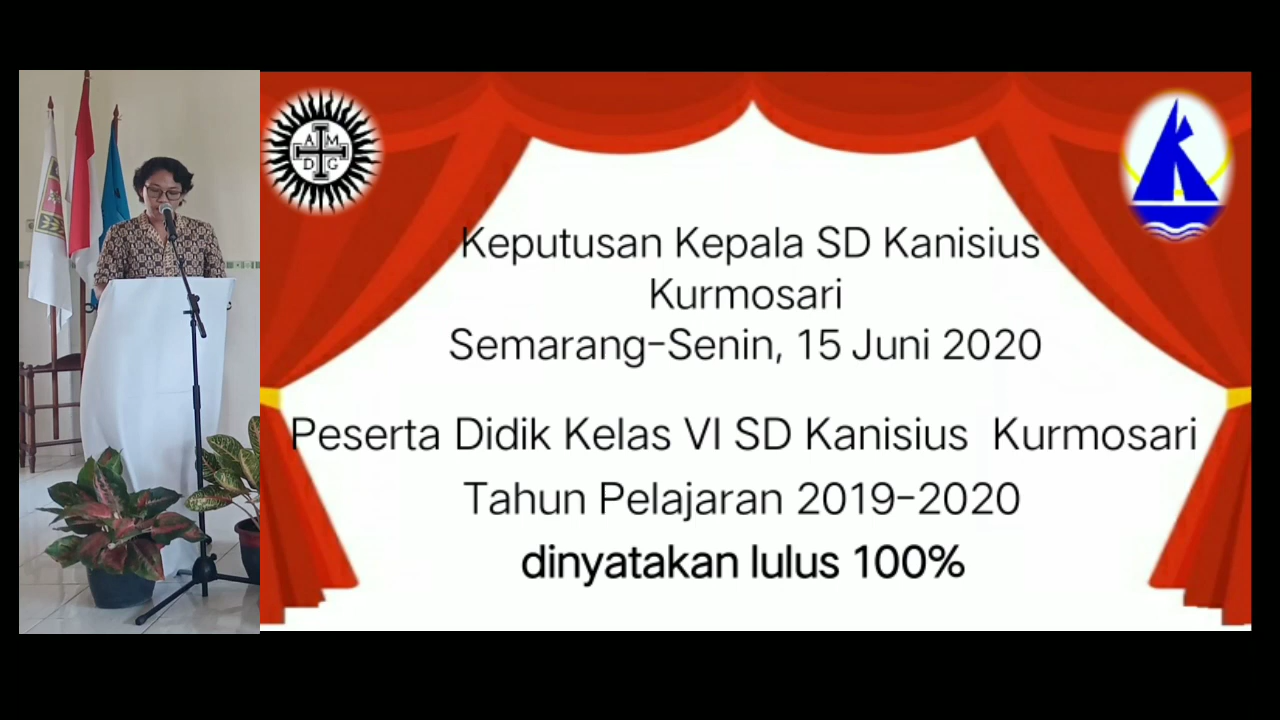 A M
D G
Keputusan Kepala SD Kanisius
Kurmosari
Semarang-Senin, 15 Juni 2020
Peserta Didik Kelas VI SD Kanisius Kurmosari
Tahun Pelajaran 2019-2020
dinyatakan lulus 100%